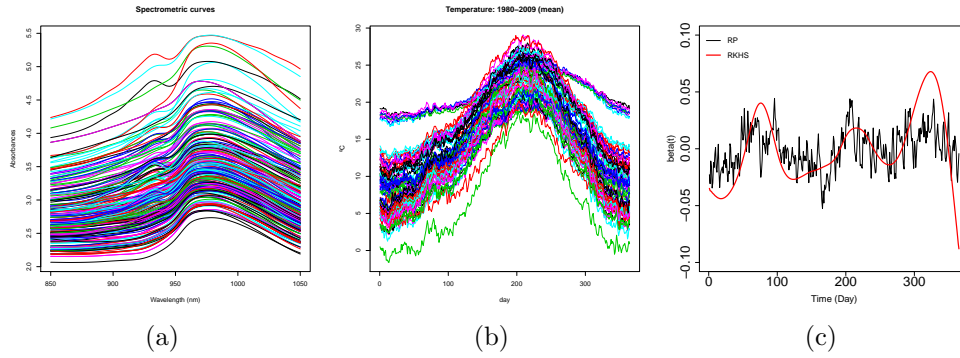 Spectrometric curves
Absorbances
5.5
5.0
4.5
4.0
3.5
3.0
2.5
2.0
850 900 950 1000 1050
Wavelength (nm)
(a)
Temperature: 1980–2009 (mean)
ºC
30
25
20
15
10
5
0
0 100 200 300
day
(b)
beta(t)
0.10
0.05
0.00
−0.05
−0.10
RP
RKHS
0 100 200 300
Time (Day)
(c)